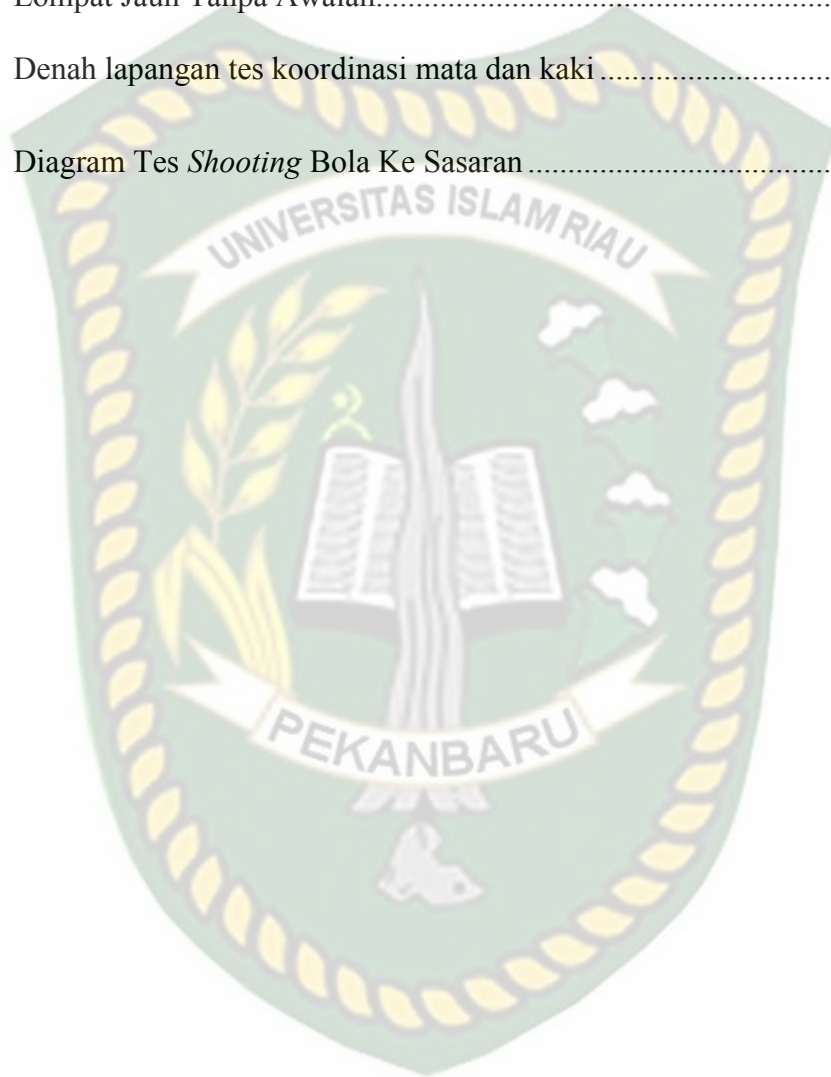 Lompat Jauh Tanpa Awalan............................................................
Denah lapangan tes koordinasi mata dan kaki ..............................
Diagram Tes Shooting Bola Ke Sasaran .......................................
UNIVERSITAS ISLAM RIAU
PEKANBARU